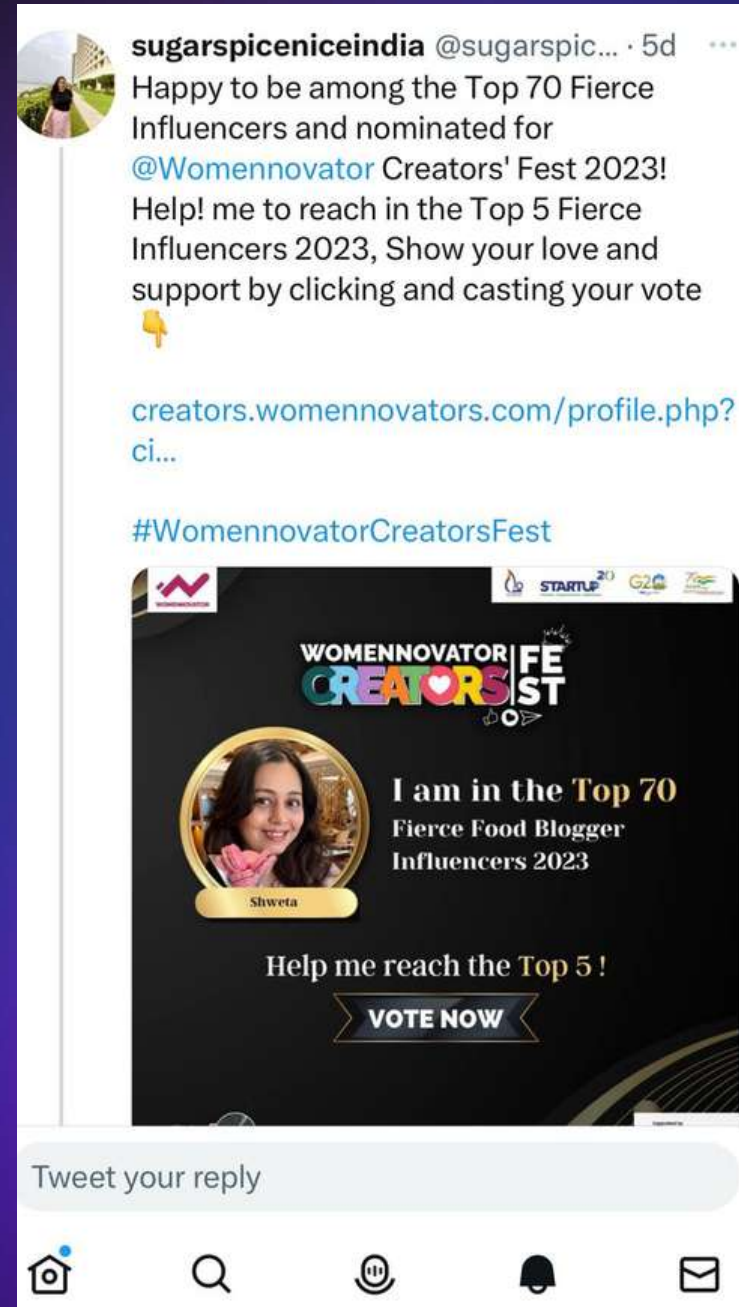 sugarspiceniceindia @sugarspic... · 5d
Happy to be among the Top 70 Fierce
Influencers and nominated for
@Womennovator Creators' Fest 2023!
Help! me to reach in the Top 5 Fierce
Influencers 2023, Show your love and
support by clicking and casting your vote
👇
creators.womennovators.com/profile.php?
ci...
#WomennovatorCreatorsFest
WOMENNOVATOR
STARTUP20 G20
WOMENNOVATOR
CREATORS
FE
ST
I am in the Top 70
Fierce Food Blogger
Influencers 2023
Shweta
Help me reach the Top 5 !
VOTE NOW
Tweet your reply